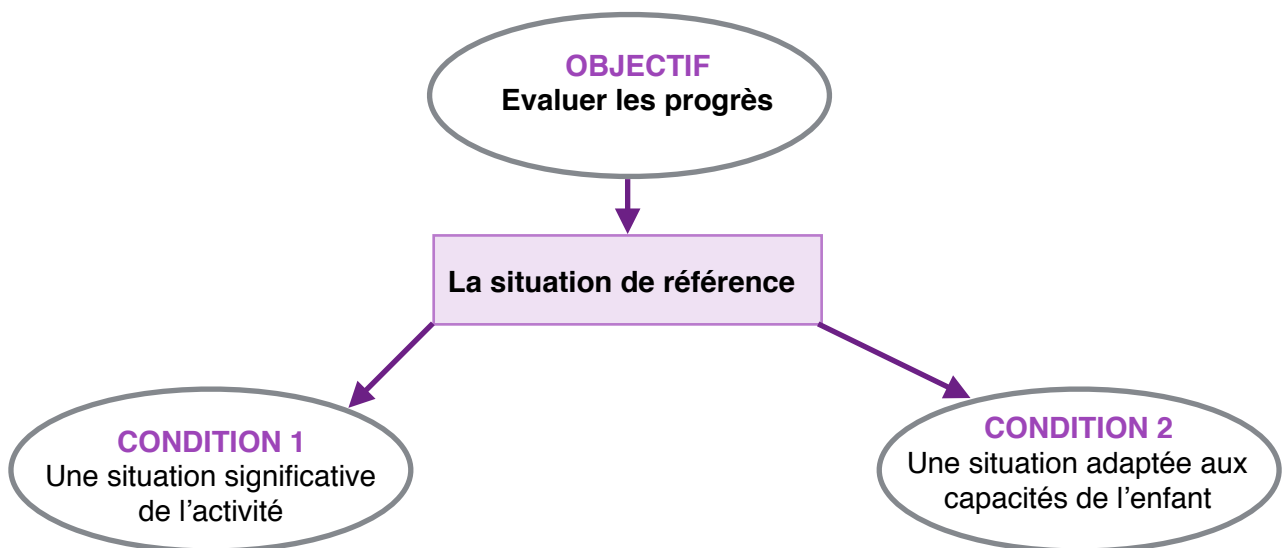 OBJECTIF
Evaluer les progrès
La situation de référence
CONDITION 1
Une situation significative
de l’activité
CONDITION 2
Une situation adaptée aux
capacités de l’enfant